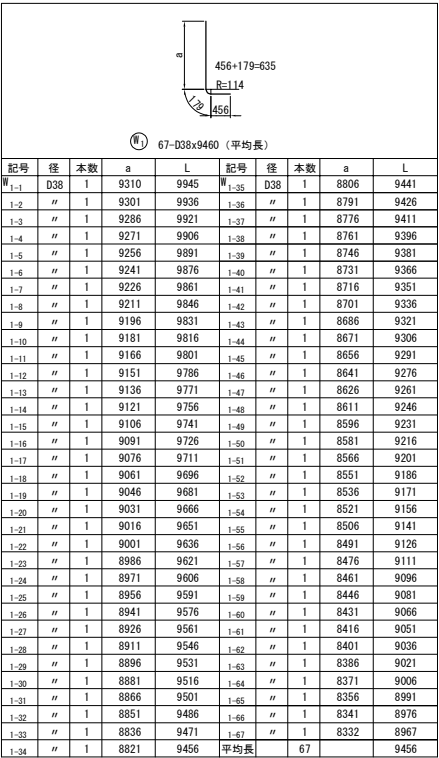 a
456+179=635
R=114
179
456
W1 67-D38x9460 (平均長)
記号 径 本数 a L 記号 径 本数 a L
W1-1 D38 1 9310 9945 W1-35 D38 1 8806 9441
1-2 〃 1 9301 9936 1-36 〃 1 8791 9426
1-3 〃 1 9286 9921 1-37 〃 1 8776 9411
1-4 〃 1 9271 9906 1-38 〃 1 8761 9396
1-5 〃 1 9256 9891 1-39 〃 1 8746 9381
1-6 〃 1 9241 9876 1-40 〃 1 8731 9366
1-7 〃 1 9226 9861 1-41 〃 1 8716 9351
1-8 〃 1 9211 9846 1-42 〃 1 8701 9336
1-9 〃 1 9196 9831 1-43 〃 1 8686 9321
1-10 〃 1 9181 9816 1-44 〃 1 8671 9306
1-11 〃 1 9166 9801 1-45 〃 1 8656 9291
1-12 〃 1 9151 9786 1-46 〃 1 8641 9276
1-13 〃 1 9136 9771 1-47 〃 1 8626 9261
1-14 〃 1 9121 9756 1-48 〃 1 8611 9246
1-15 〃 1 9106 9741 1-49 〃 1 8596 9231
1-16 〃 1 9091 9726 1-50 〃 1 8581 9216
1-17 〃 1 9076 9711 1-51 〃 1 8566 9201
1-18 〃 1 9061 9696 1-52 〃 1 8551 9186
1-19 〃 1 9046 9681 1-53 〃 1 8536 9171
1-20 〃 1 9031 9666 1-54 〃 1 8521 9156
1-21 〃 1 9016 9651 1-55 〃 1 8506 9141
1-22 〃 1 9001 9636 1-56 〃 1 8491 9126
1-23 〃 1 8986 9621 1-57 〃 1 8476 9111
1-24 〃 1 8971 9606 1-58 〃 1 8461 9096
1-25 〃 1 8956 9591 1-59 〃 1 8446 9081
1-26 〃 1 8941 9576 1-60 〃 1 8431 9066
1-27 〃 1 8926 9561 1-61 〃 1 8416 9051
1-28 〃 1 8911 9546 1-62 〃 1 8401 9036
1-29 〃 1 8896 9531 1-63 〃 1 8386 9021
1-30 〃 1 8881 9516 1-64 〃 1 8371 9006
1-31 〃 1 8866 9501 1-65 〃 1 8356 8991
1-32 〃 1 8851 9486 1-66 〃 1 8341 8976
1-33 〃 1 8836 9471 1-67 〃 1 8332 8967
1-34 〃 1 8821 9456 平均長 67 9456